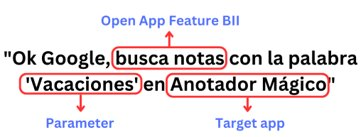 Open App Feature BII
"Ok Google, busca notas con la palabra
'Vacaciones' en Anotador Mágico"
Parameter Target app